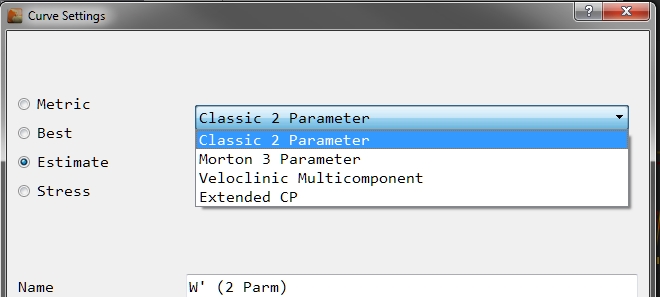 Curve Settings
Metric
Best
Estimate
Stress
Classic 2 Parameter
Classic 2 Parameter
Morton 3 Parameter
Veloclinic Multicomponent
Extended CP
Name
W' (2 Parm)